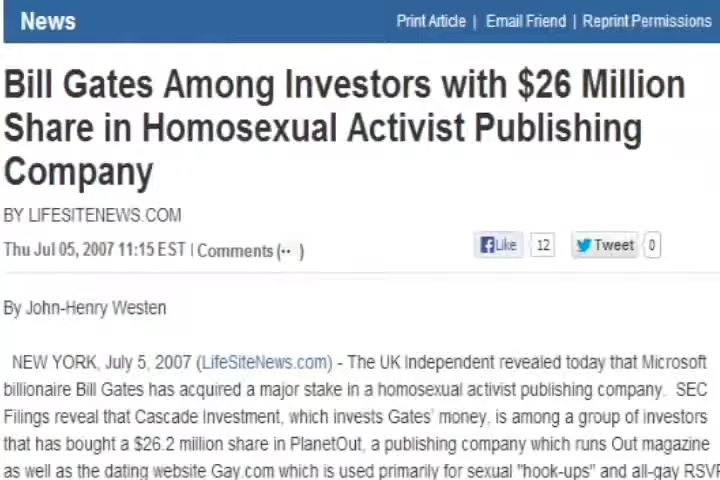 News
Print Article | Email Friend | Reprint Permissions
Bill Gates Among Investors with $26 Million
Share in Homosexual Activist Publishing
Company
BY LIFESITENEWS.COM
Thu Jul 05, 2007 11:15 EST | Comments ( )
Like 12 Tweet 0
By John-Henry Westen
NEW YORK, July 5, 2007 (LifeSiteNews.com) - The UK Independent revealed today that Microsoft
billionaire Bill Gates has acquired a major stake in a homosexual activist publishing company. SEC
Filings reveal that Cascade Investment, which invests Gates' money, is among a group of investors
that has bought a $26.2 million share in PlanetOut, a publishing company which runs Out magazine
as well as the dating website Gay.com which is used primarily for sexual "hook-ups" and all-gay RSVP